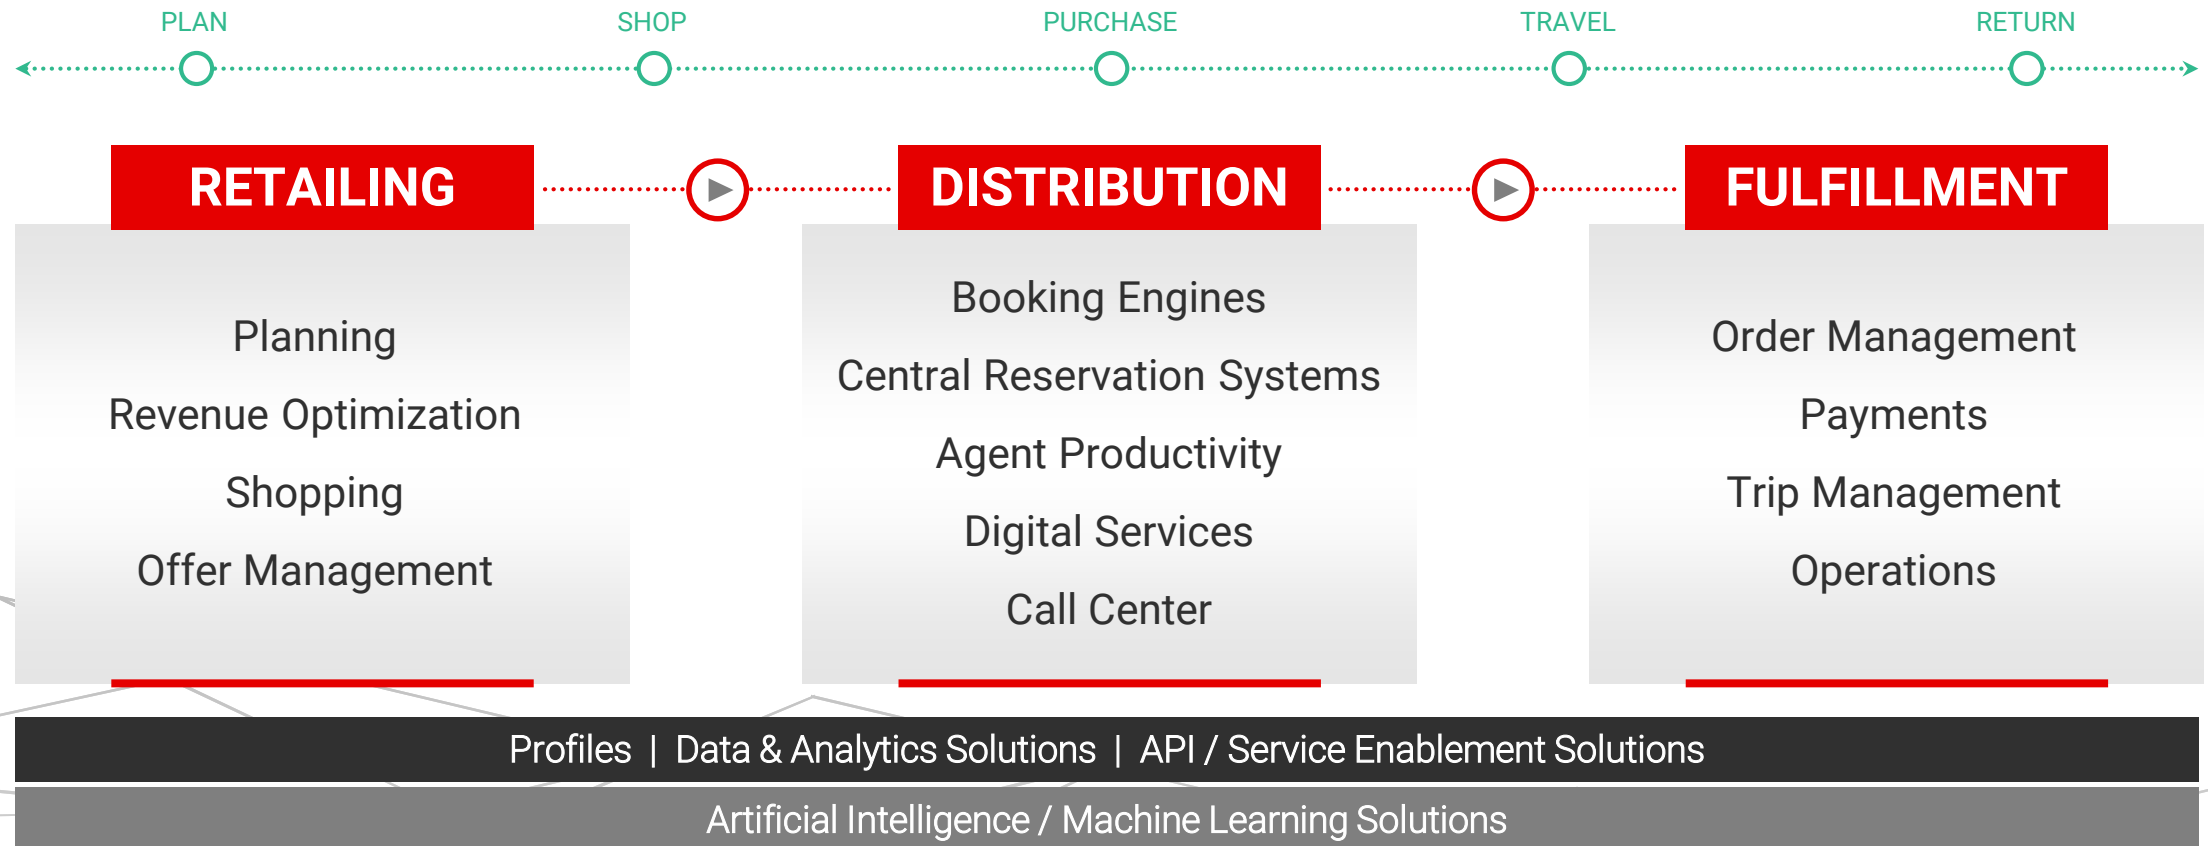 PLAN SHOP PURCHASE TRAVEL RETURN
RETAILING
Planning
Revenue Optimization
Shopping
Offer Management
DISTRIBUTION
Booking Engines
Central Reservation Systems
Agent Productivity
Digital Services
Call Center
FULFILLMENT
Order Management
Payments
Trip Management
Operations
Profiles | Data & Analytics Solutions | API / Service Enablement Solutions
Artificial Intelligence / Machine Learning Solutions